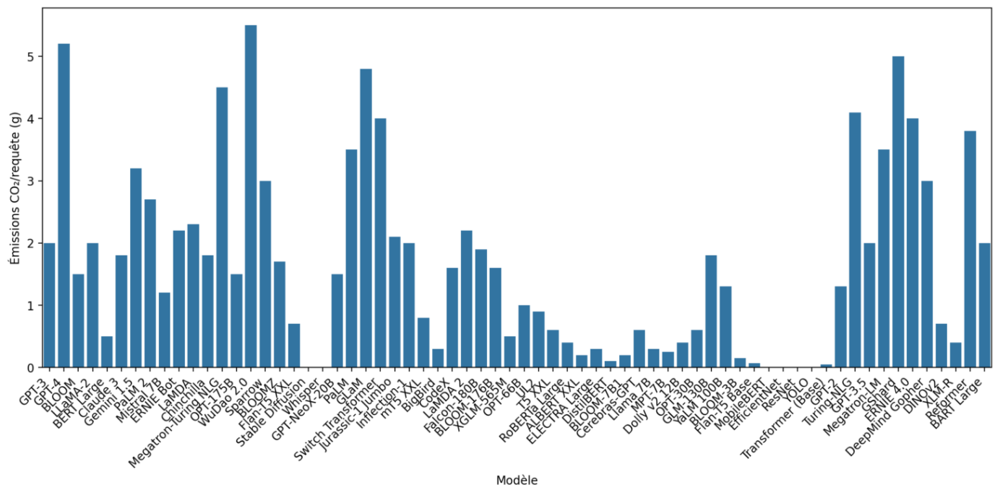 Émissions CO₂/requête (g)
5
4
3
2
1
0
GPT-3
GPT-4
BLOOM
LLaMA-2
BERT Large
Claude 3
Gemini 1.5
PaLM 2
Mistral 7B
ERNIE Bot
LaMDA
Chinchilla
Megatron-Turing NLG
OPT-175B
WuDao 2.0
Sparrow
BLOOMZ
Flan-T5 XXL
Stable Diffusion
Whisper
GPT-NeoX-20B
PaLM
GLaM
Switch Transformer
Jurassic-1 Jumbo
Inflection-1
mT5 XXL
BigBird
CodeX
LaMDA 2
Falcon-180B
BLOOM-176B
XGLM-565M
OPT-66B
UL2
T5 XXL
RoBERTa Large
ALBERT XXL
ELECTRA Large
DistilBERT
BLOOM-7B1
Cerebras-GPT
Llama 7B
MPT-7B
Dolly v2-12B
OPT-30B
GLM-130B
YaLM 100B
BLOOM-3B
Flan-T5 Base
MobileBERT
EfficientNet
ResNet
YOLO
Transformer (Base)
GPT-2
Turing-NLG
GPT-3.5
Megatron-LM
GShard
ERNIE 4.0
DeepMind Gopher
DINOv2
XLM-R
Reformer
BART Large
Modèle